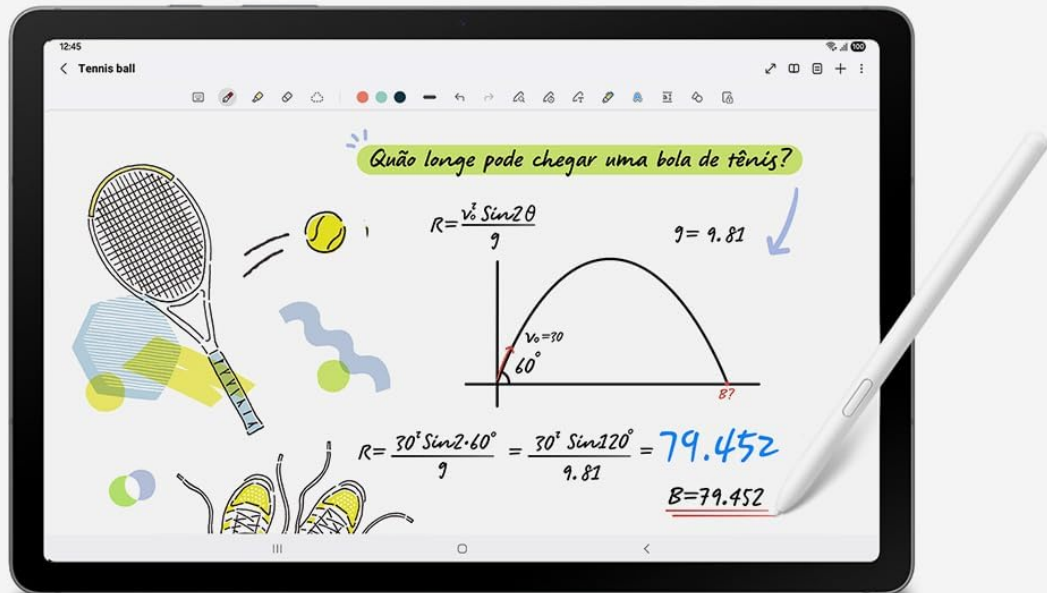 12:45
100
Tennis ball
Quão longe pode chegar uma bola de tênis?
R= v₀² Sin2θ / g
g= 9.81
V₀=30
60°
B?
R= 30² Sin2·60° / g = 30² Sin120° / 9.81 = 79.452
B=79.452